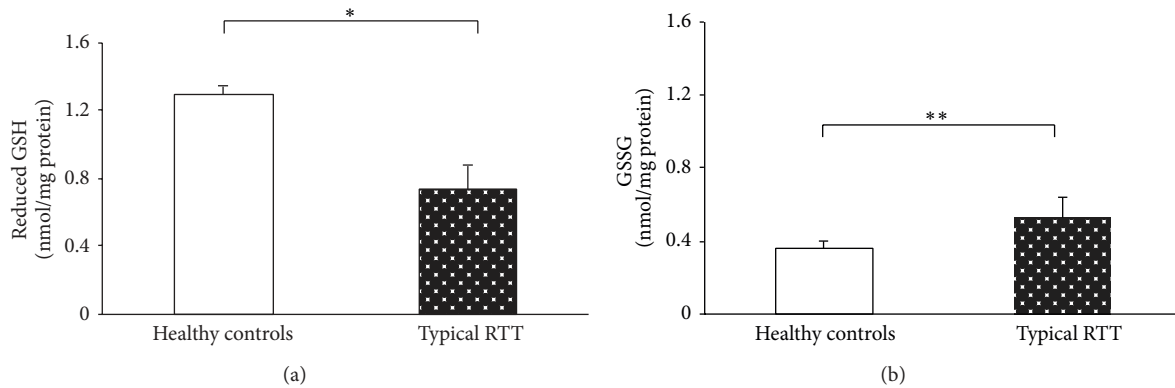 *
Reduced GSH
(nmol/mg protein)
1.6
1.2
0.8
0.4
0
Healthy controls
Typical RTT
(a)
**
GSSG
(nmol/mg protein)
1.6
1.2
0.8
0.4
0
Healthy controls
Typical RTT
(b)